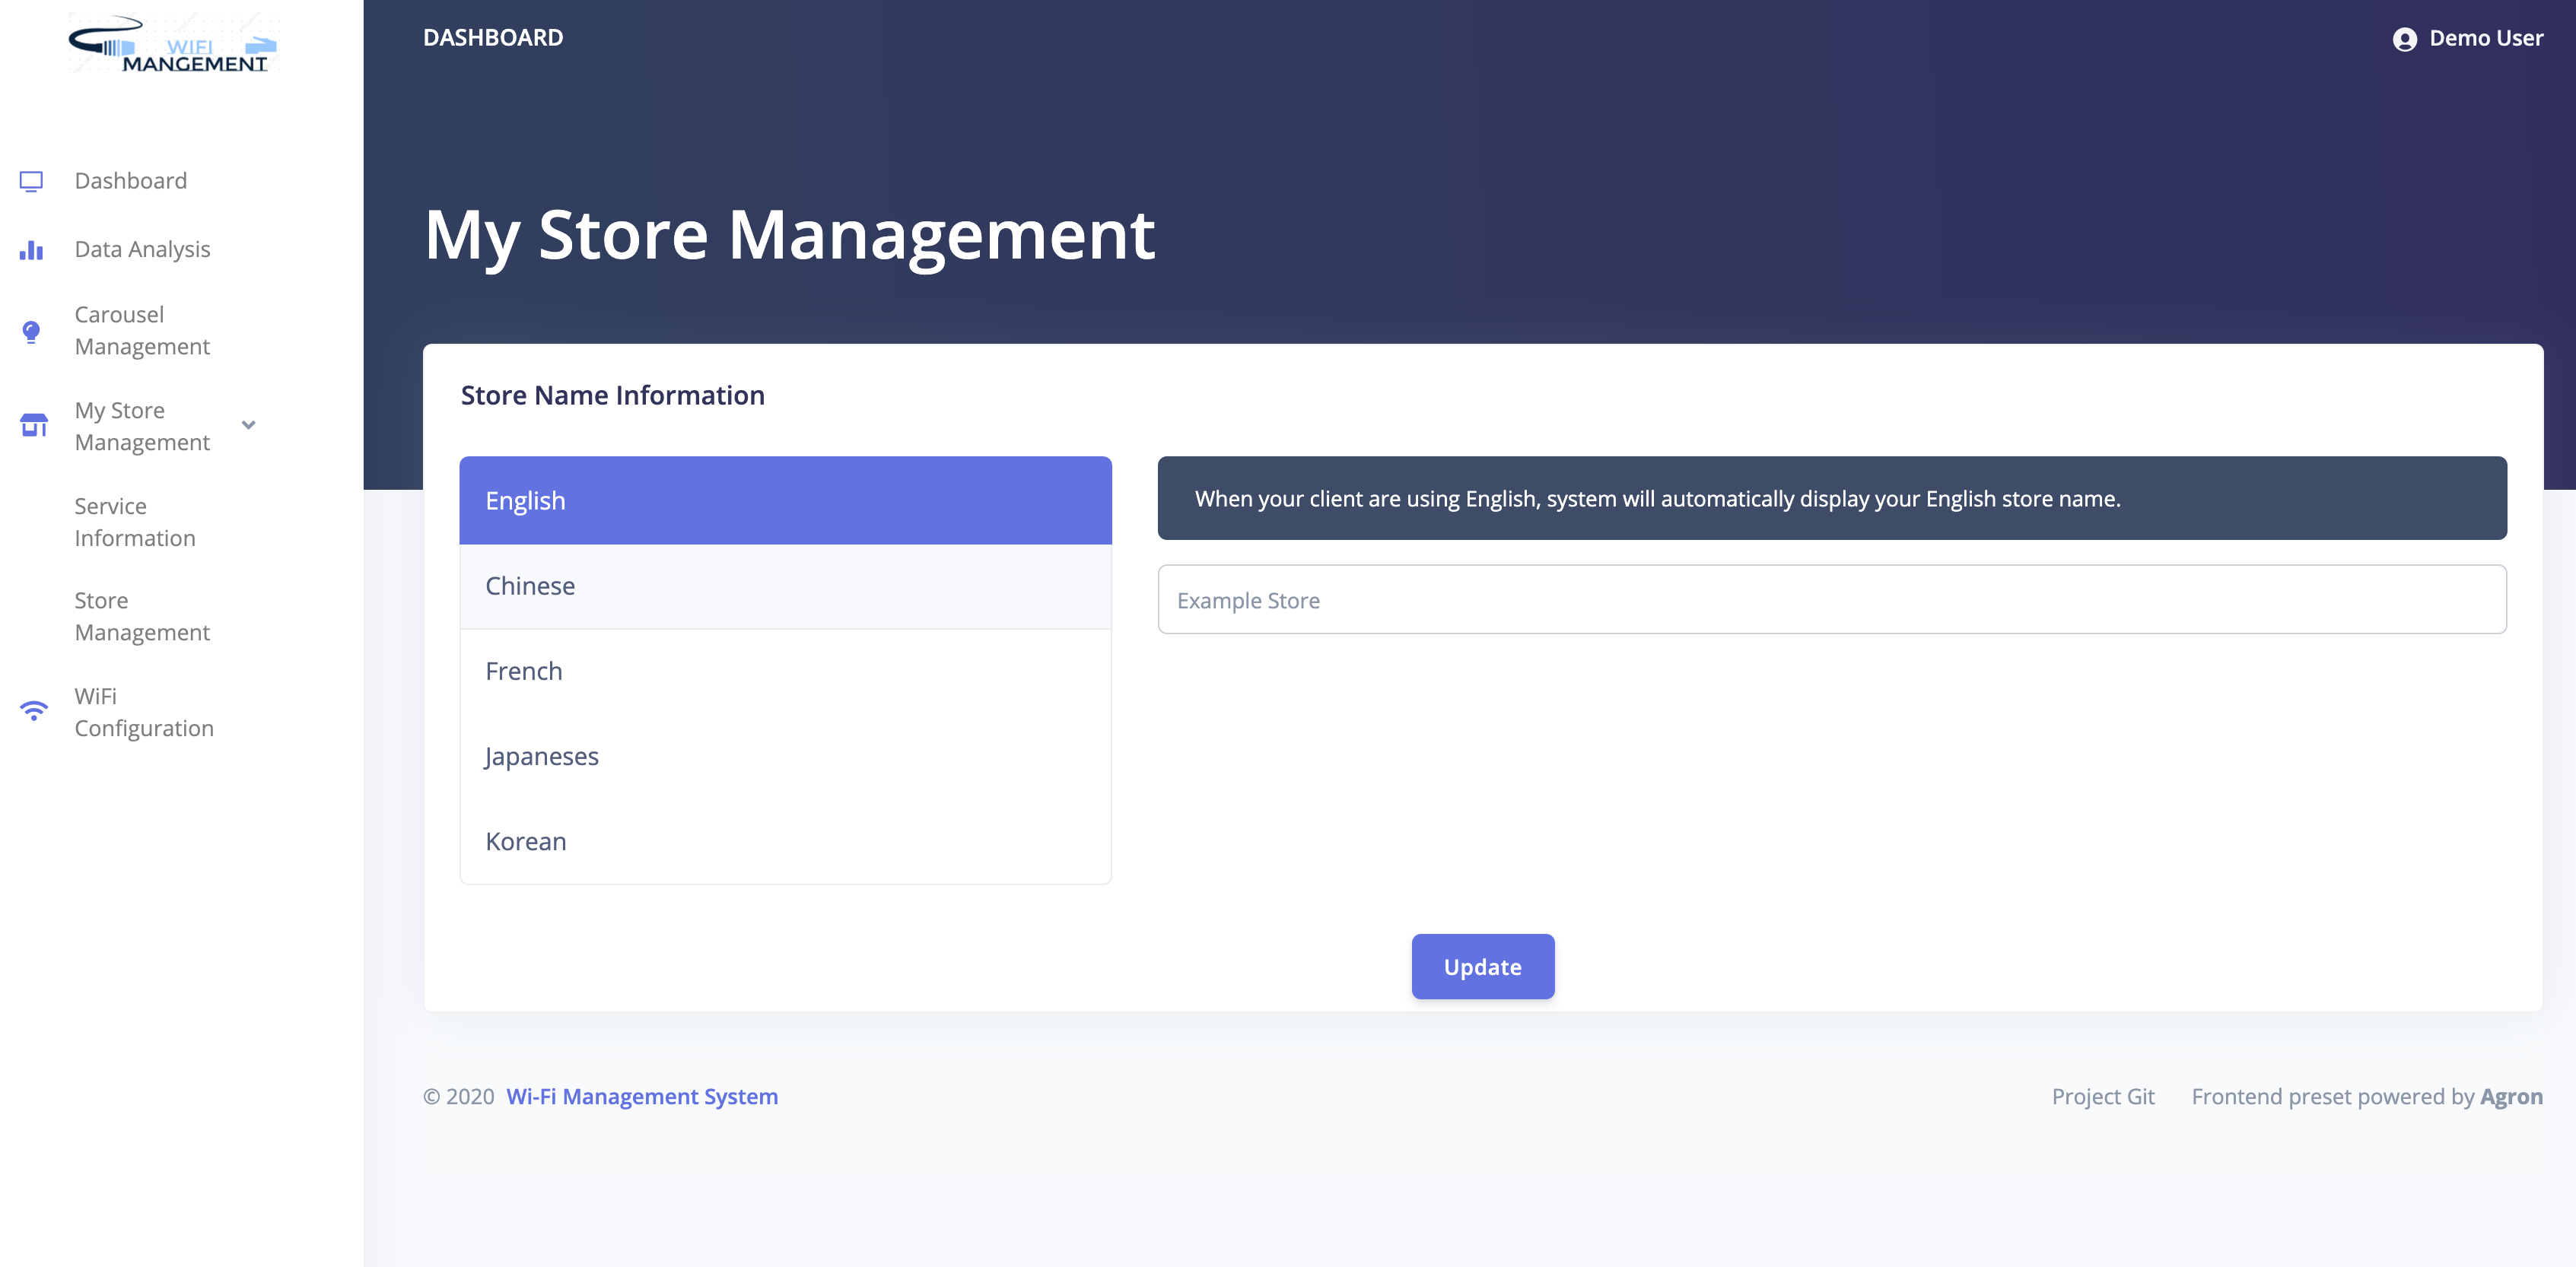 WIFI
MANGEMENT
Dashboard
Data Analysis
Carousel
Management
My Store
Management
Service
Information
Store
Management
WiFi
Configuration
DASHBOARD
Demo User
My Store Management
Store Name Information
English
Chinese
French
Japaneses
Korean
When your client are using English, system will automatically display your English store name.
Example Store
Update
© 2020 Wi-Fi Management System
Project Git
Frontend preset powered by Agron